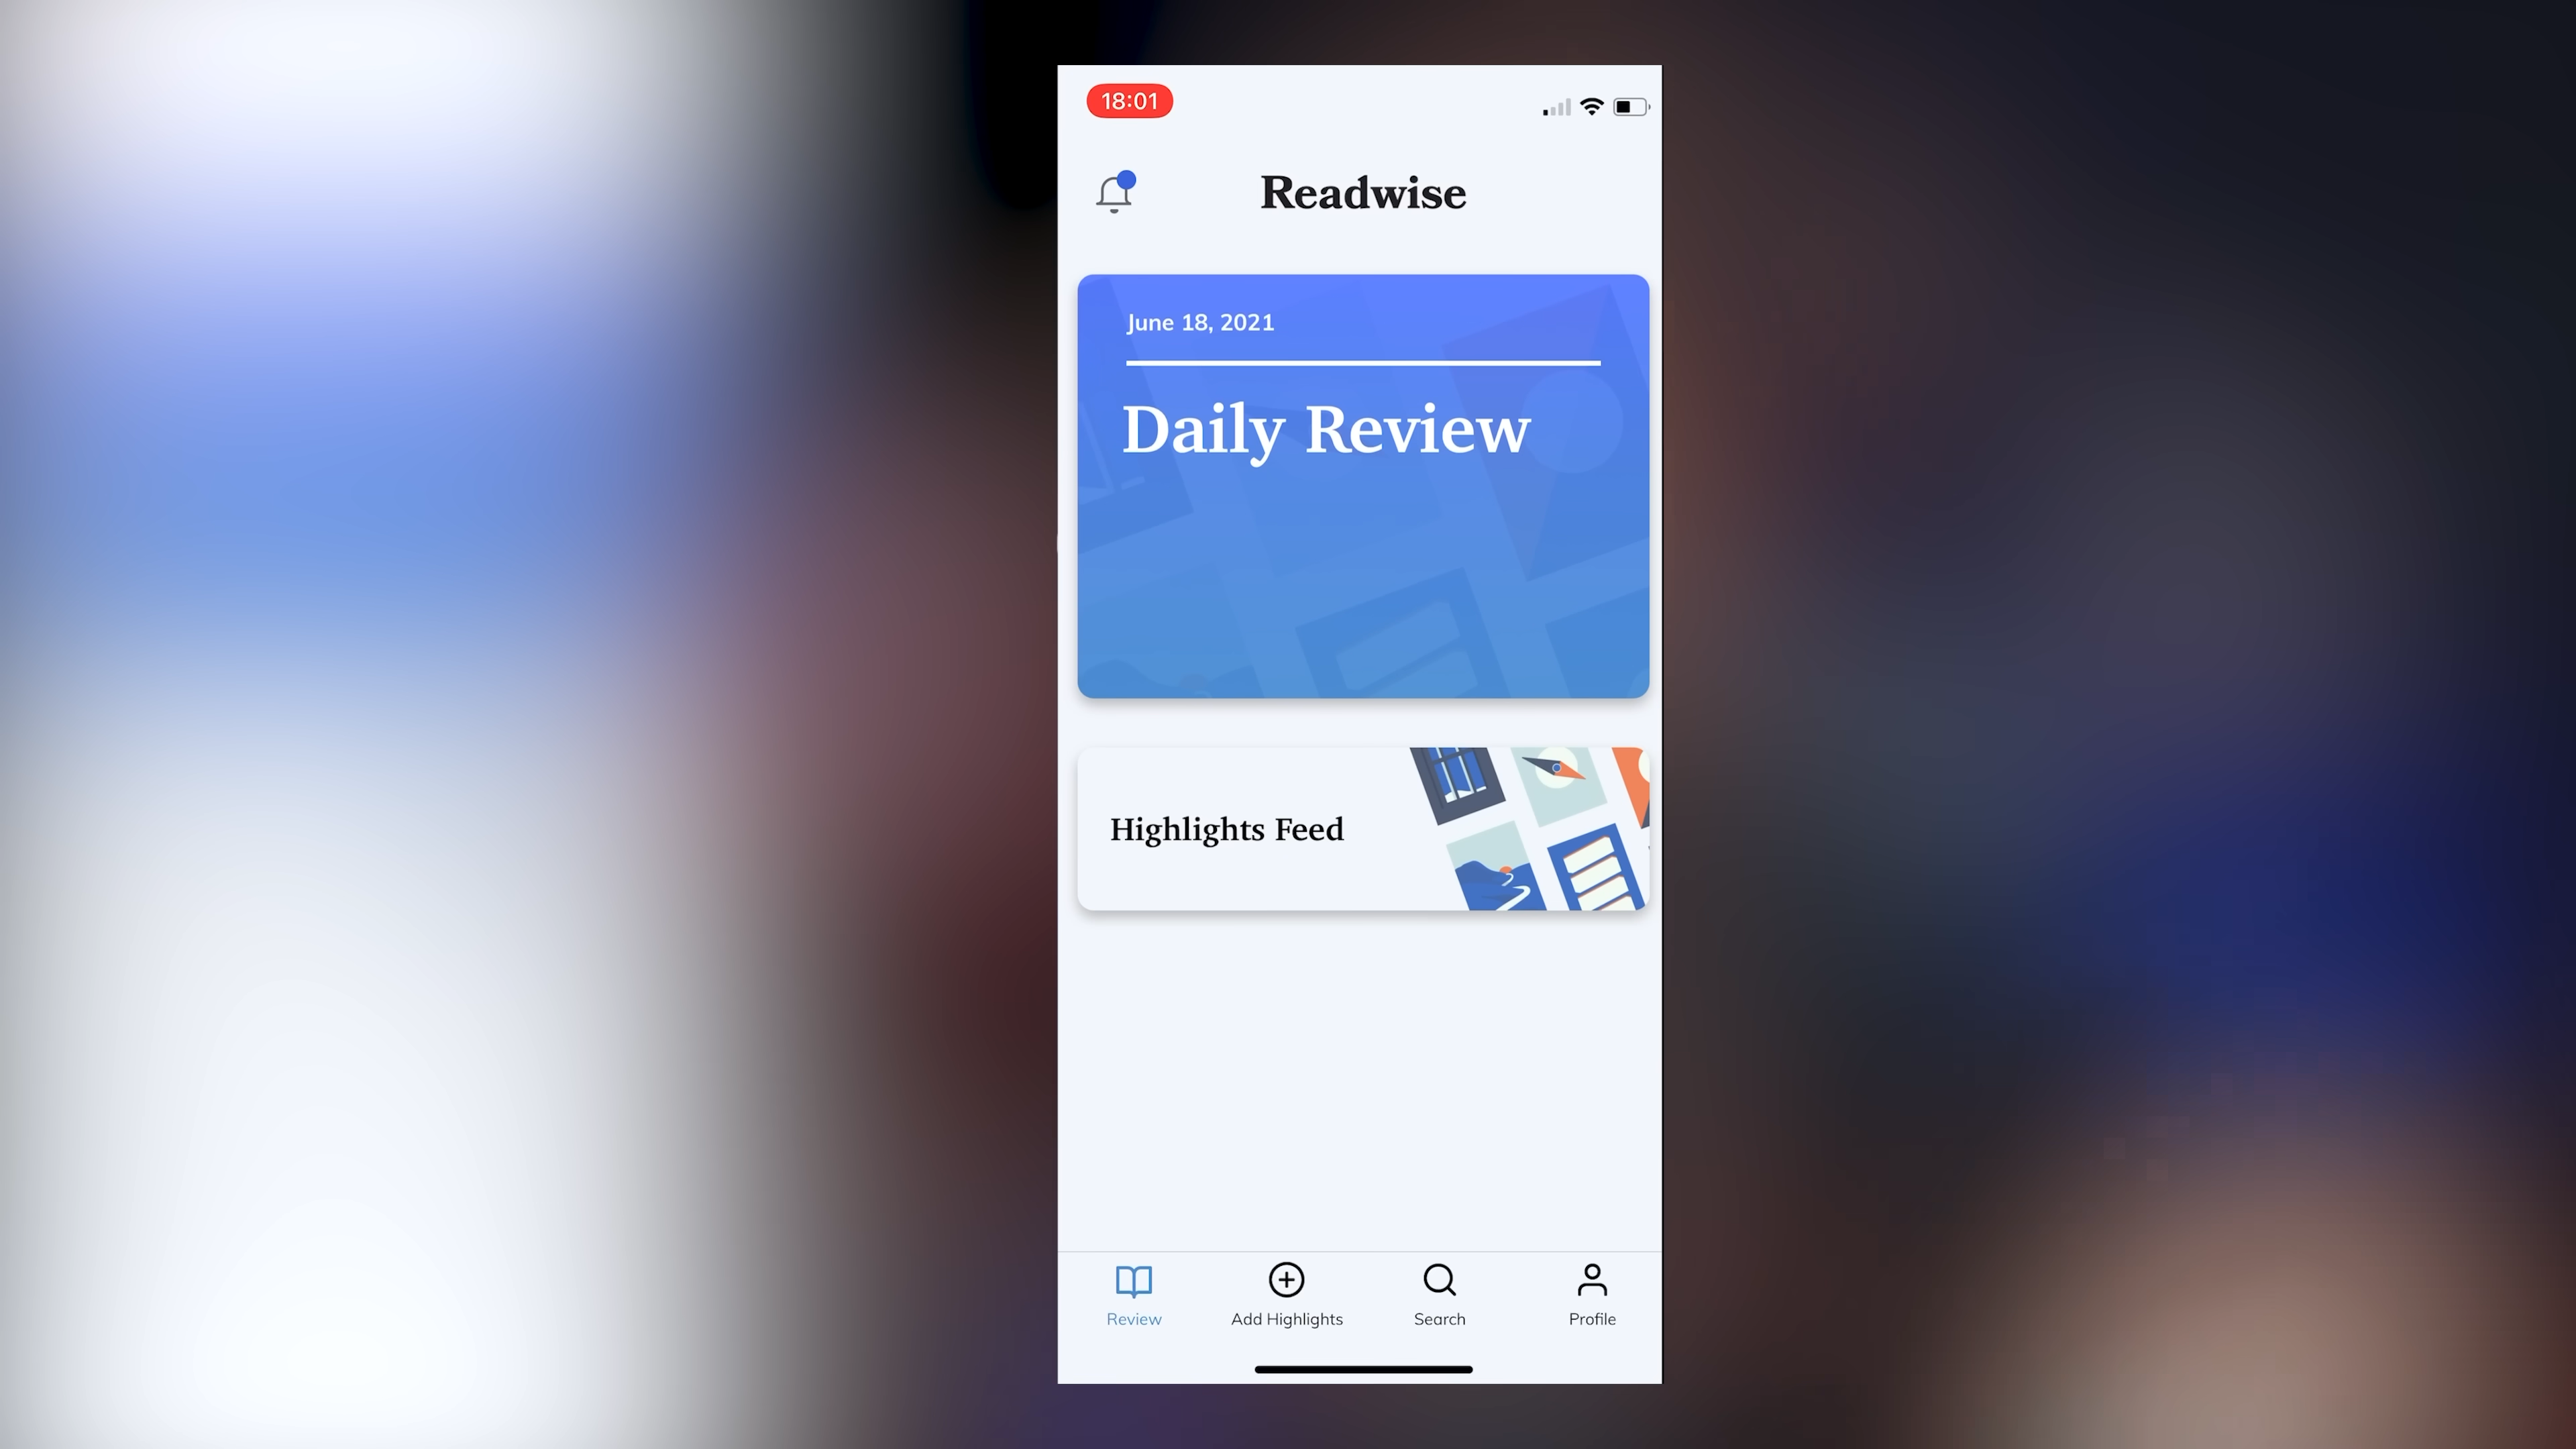 18:01
Readwise
June 18, 2021
Daily Review
Highlights Feed
Review
Add Highlights
Search
Profile